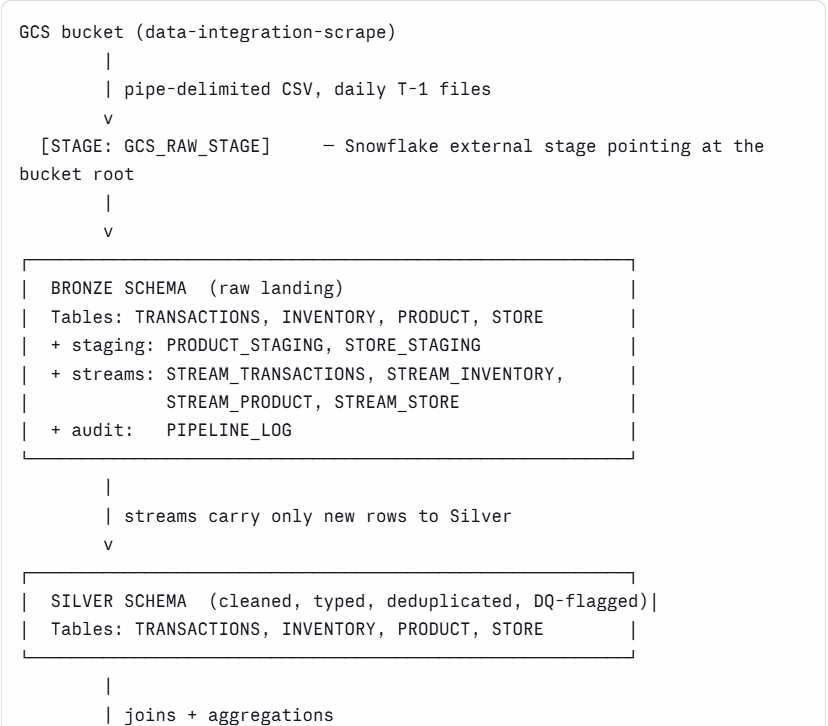 GCS bucket (data-integration-scrape)
|
| pipe-delimited CSV, daily T-1 files
v
[STAGE: GCS_RAW_STAGE] — Snowflake external stage pointing at the
bucket root
|
v
| BRONZE SCHEMA (raw landing) |
| Tables: TRANSACTIONS, INVENTORY, PRODUCT, STORE |
| + staging: PRODUCT_STAGING, STORE_STAGING |
| + streams: STREAM_TRANSACTIONS, STREAM_INVENTORY, |
| STREAM_PRODUCT, STREAM_STORE |
| + audit: PIPELINE_LOG |
|
| streams carry only new rows to Silver
v
| SILVER SCHEMA (cleaned, typed, deduplicated, DQ-flagged)|
| Tables: TRANSACTIONS, INVENTORY, PRODUCT, STORE |
|
| joins + aggregations